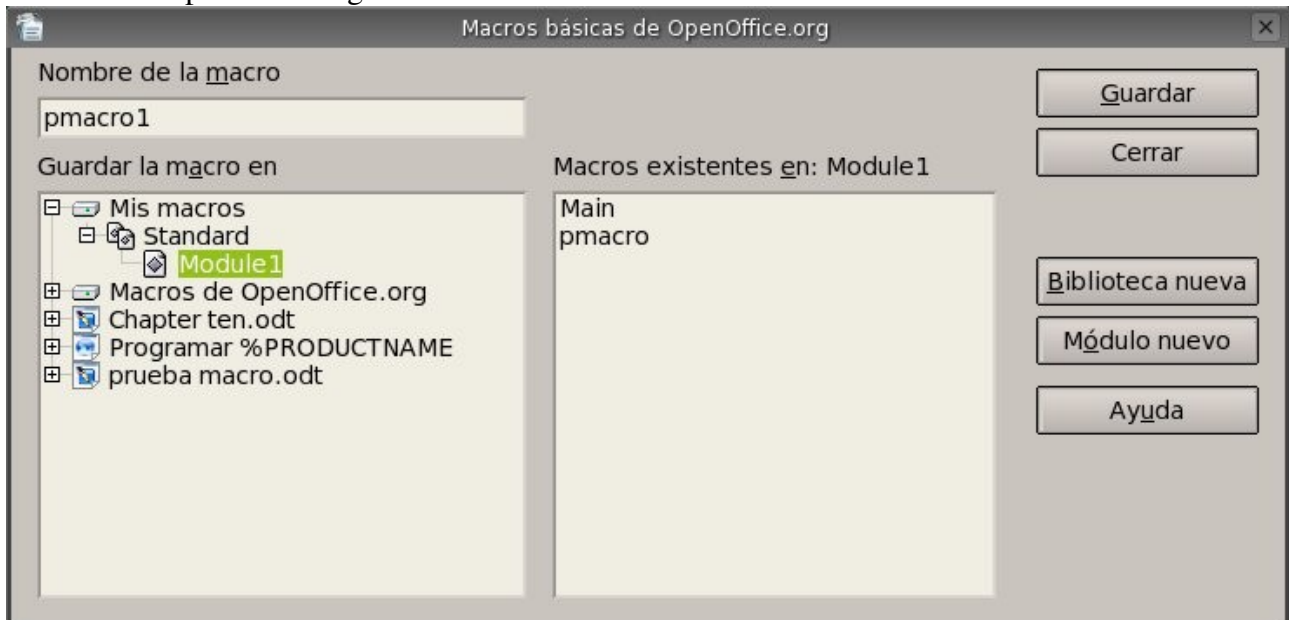 Macros básicas de OpenOffice.org
Nombre de la macro
pmacro1
Guardar
Cerrar
Guardar la macro en
Macros existentes en: Module1
Mis macros
Standard
Module1
Macros de OpenOffice.org
Chapter ten.odt
Programar %PRODUCTNAME
prueba macro.odt
Main
pmacro
Biblioteca nueva
Módulo nuevo
Ayuda